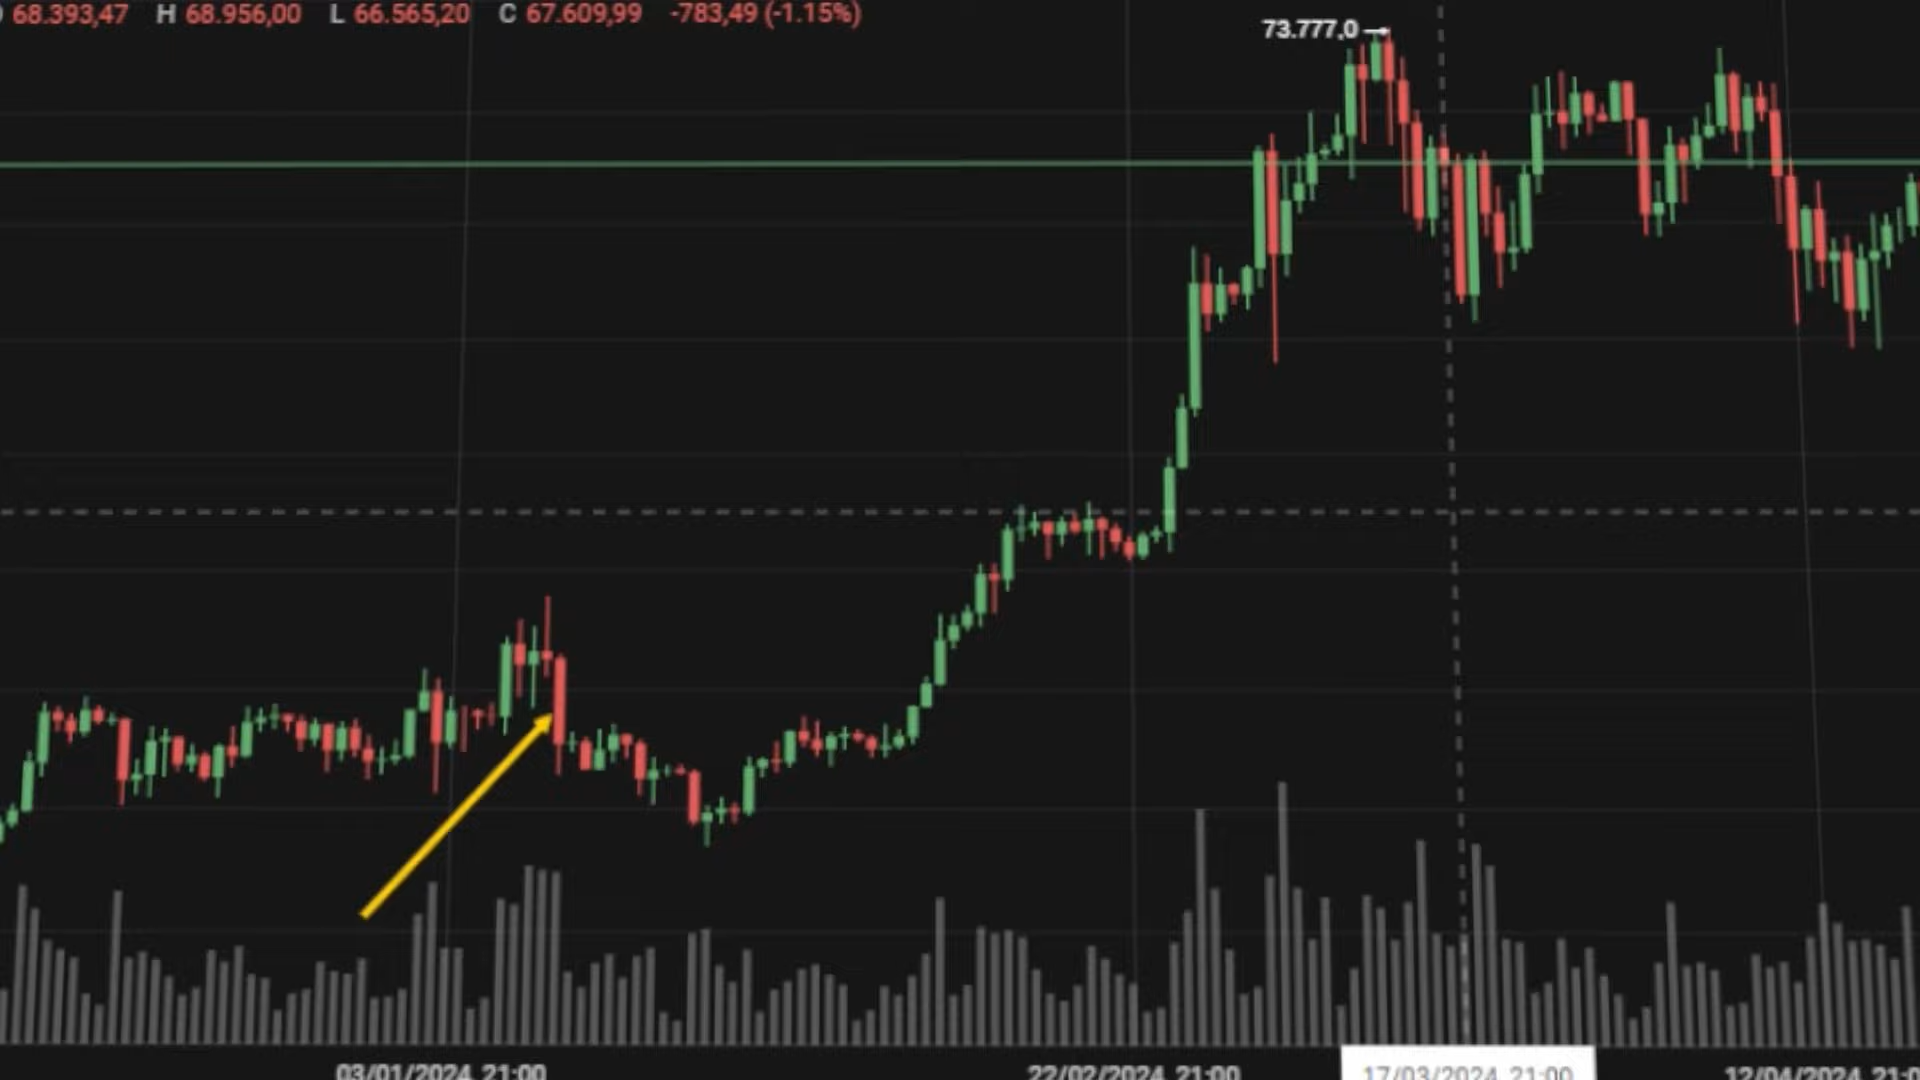 68.393,47 H 68.956,00 L 66.565,20 C 67.609,99 -783,49 (-1.15%)
73.777,0
03/01/2024, 21:00 22/02/2024, 21:00 17/03/2024, 21:00 12/04/2024, 21:0